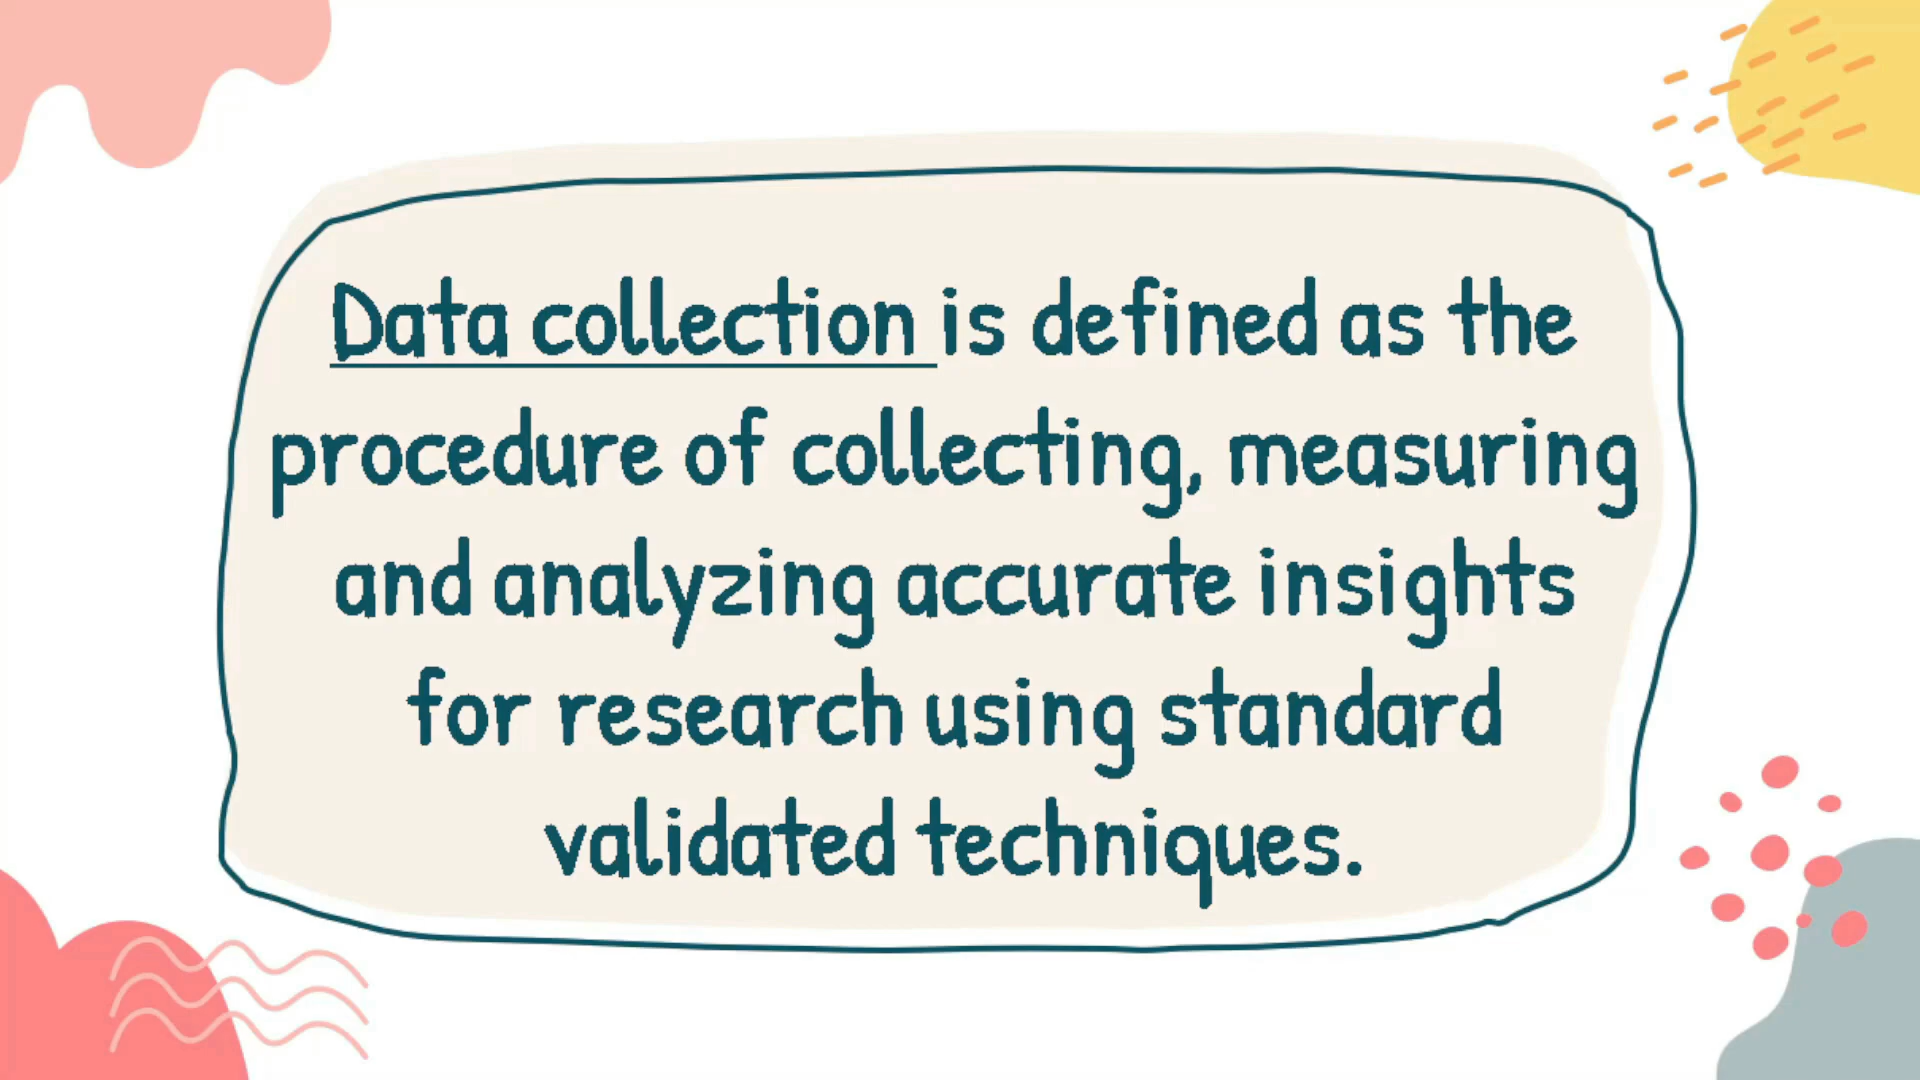 Data collection is defined as the
procedure of collecting, measuring
and analyzing accurate insights
for research using standard
validated techniques.